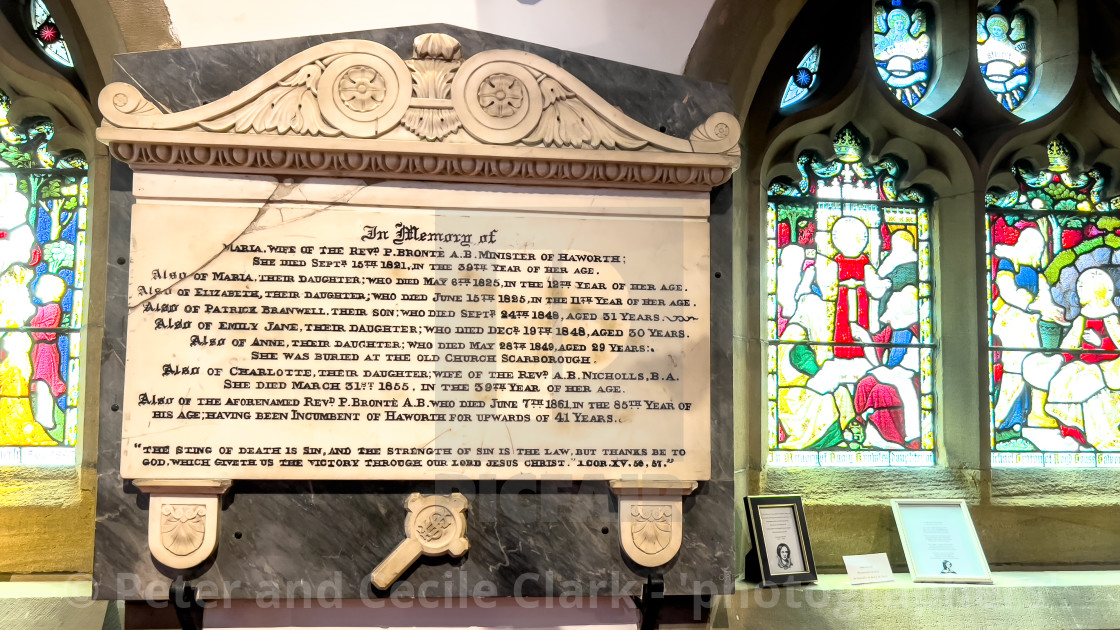 In Memory of
MARIA, WIFE OF THE REVD P. BRONTË A.B. MINISTER OF HAWORTH;
SHE DIED SEPTR 15TH 1821, IN THE 39TH YEAR OF HER AGE.
Also OF MARIA, THEIR DAUGHTER; WHO DIED MAY 6TH 1825, IN THE 12TH YEAR OF HER AGE.
Also OF ELIZABETH, THEIR DAUGHTER; WHO DIED JUNE 15TH 1825, IN THE 11TH YEAR OF HER AGE.
Also OF PATRICK BRANWELL, THEIR SON; WHO DIED SEPTR 24TH 1848, AGED 31 YEARS.
Also OF EMILY JANE, THEIR DAUGHTER; WHO DIED DECR 19TH 1848, AGED 30 YEARS.
Also OF ANNE, THEIR DAUGHTER; WHO DIED MAY 28TH 1849, AGED 29 YEARS:
SHE WAS BURIED AT THE OLD CHURCH SCARBOROUGH.
Also OF CHARLOTTE, THEIR DAUGHTER; WIFE OF THE REVD A.B. NICHOLLS, B.A.
SHE DIED MARCH 31ST 1855, IN THE 39TH YEAR OF HER AGE.
Also OF THE AFORENAMED REVD P. BRONTË A.B. WHO DIED JUNE 7TH 1861, IN THE 85TH YEAR OF
HIS AGE; HAVING BEEN INCUMBENT OF HAWORTH FOR UPWARDS OF 41 YEARS.
"THE STING OF DEATH IS SIN, AND THE STRENGTH OF SIN IS THE LAW, BUT THANKS BE TO
GOD, WHICH GIVETH US THE VICTORY THROUGH OUR LORD JESUS CHRIST." 1 COR. XV. 56, 57."
PICFAIR
© Peter and Cecile Clark - photographers